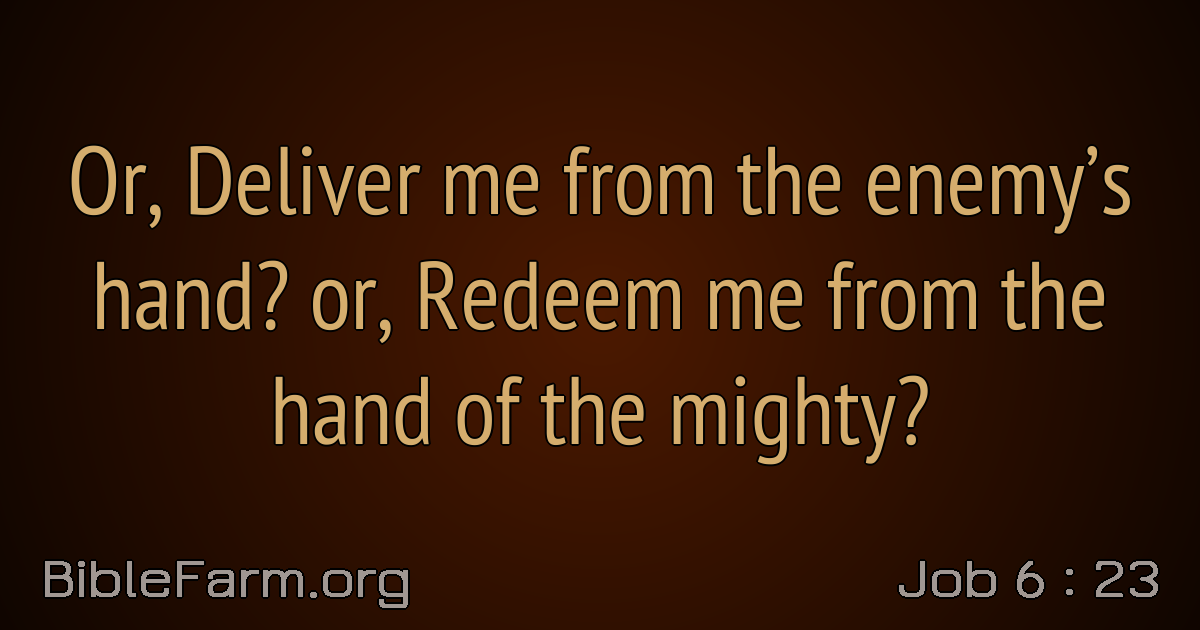 Or, Deliver me from the enemy’s
hand? or, Redeem me from the
hand of the mighty?
BibleFarm.org
Job 6 : 23